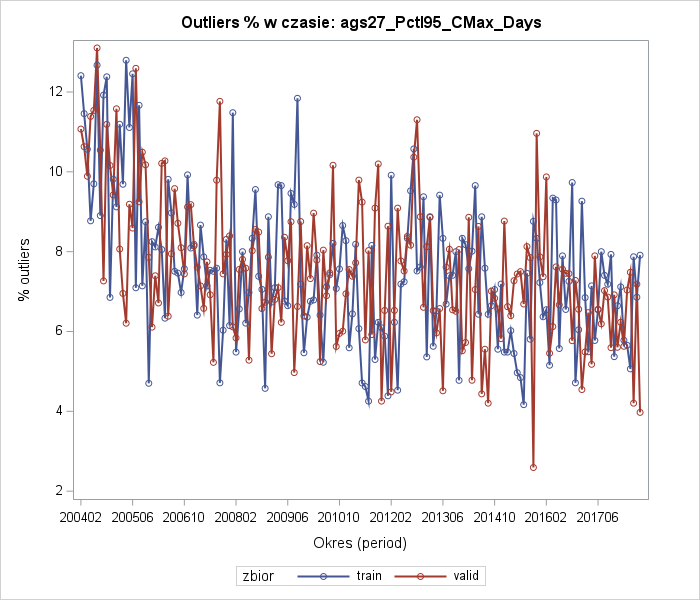 Outliers % w czasie: ags27_Pctl95_CMax_Days
% outliers
12
10
8
6
4
2
200402 200506 200610 200802 200906 201010 201202 201306 201410 201602 201706
Okres (period)
zbior train valid